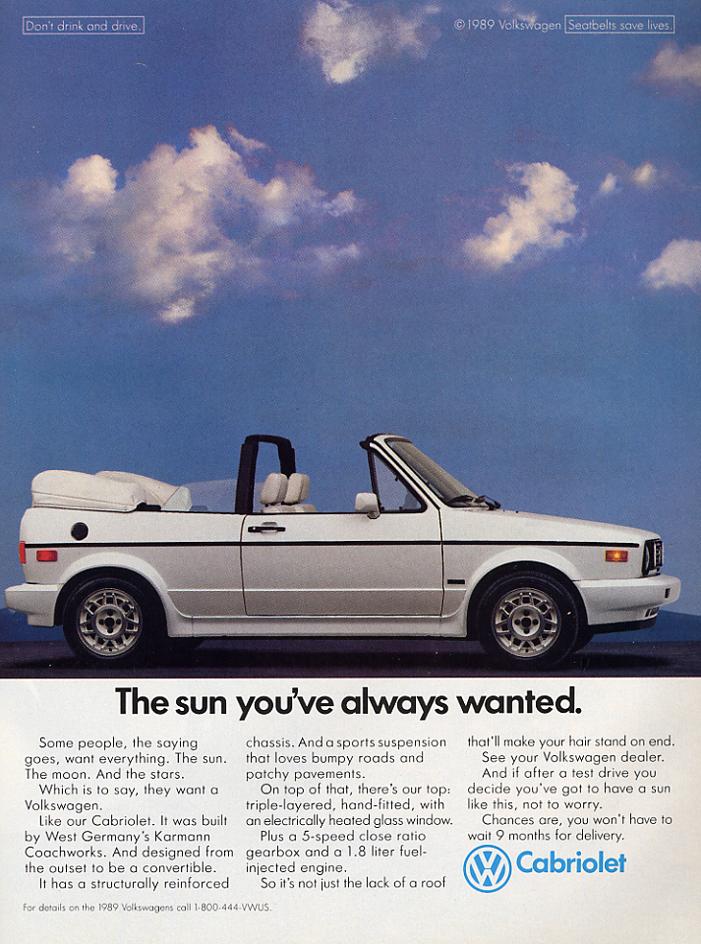 Don't drink and drive.
©1989 Volkswagen Seatbelts save lives.
The sun you've always wanted.
Some people, the saying
goes, want everything. The sun.
The moon. And the stars.
Which is to say, they want a
Volkswagen.
Like our Cabriolet. It was built
by West Germany's Karmann
Coachworks. And designed from
the outset to be a convertible.
It has a structurally reinforced
chassis. And a sports suspension
that loves bumpy roads and
patchy pavements.
On top of that, there's our top:
triple-layered, hand-fitted, with
an electrically heated glass window.
Plus a 5-speed close ratio
gearbox and a 1.8 liter fuel-
injected engine.
So it's not just the lack of a roof
that'll make your hair stand on end.
See your Volkswagen dealer.
And if after a test drive you
decide you've got to have a sun
like this, not to worry.
Chances are, you won't have to
wait 9 months for delivery.
VW Cabriolet
For details on the 1989 Volkswagens call 1-800-444-VWUS.